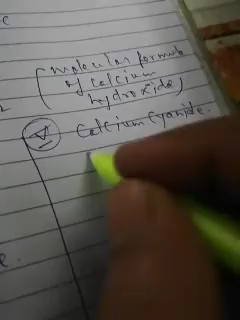 (molecular formula
of calcium
hydroxide)
Calcium Cyanide.